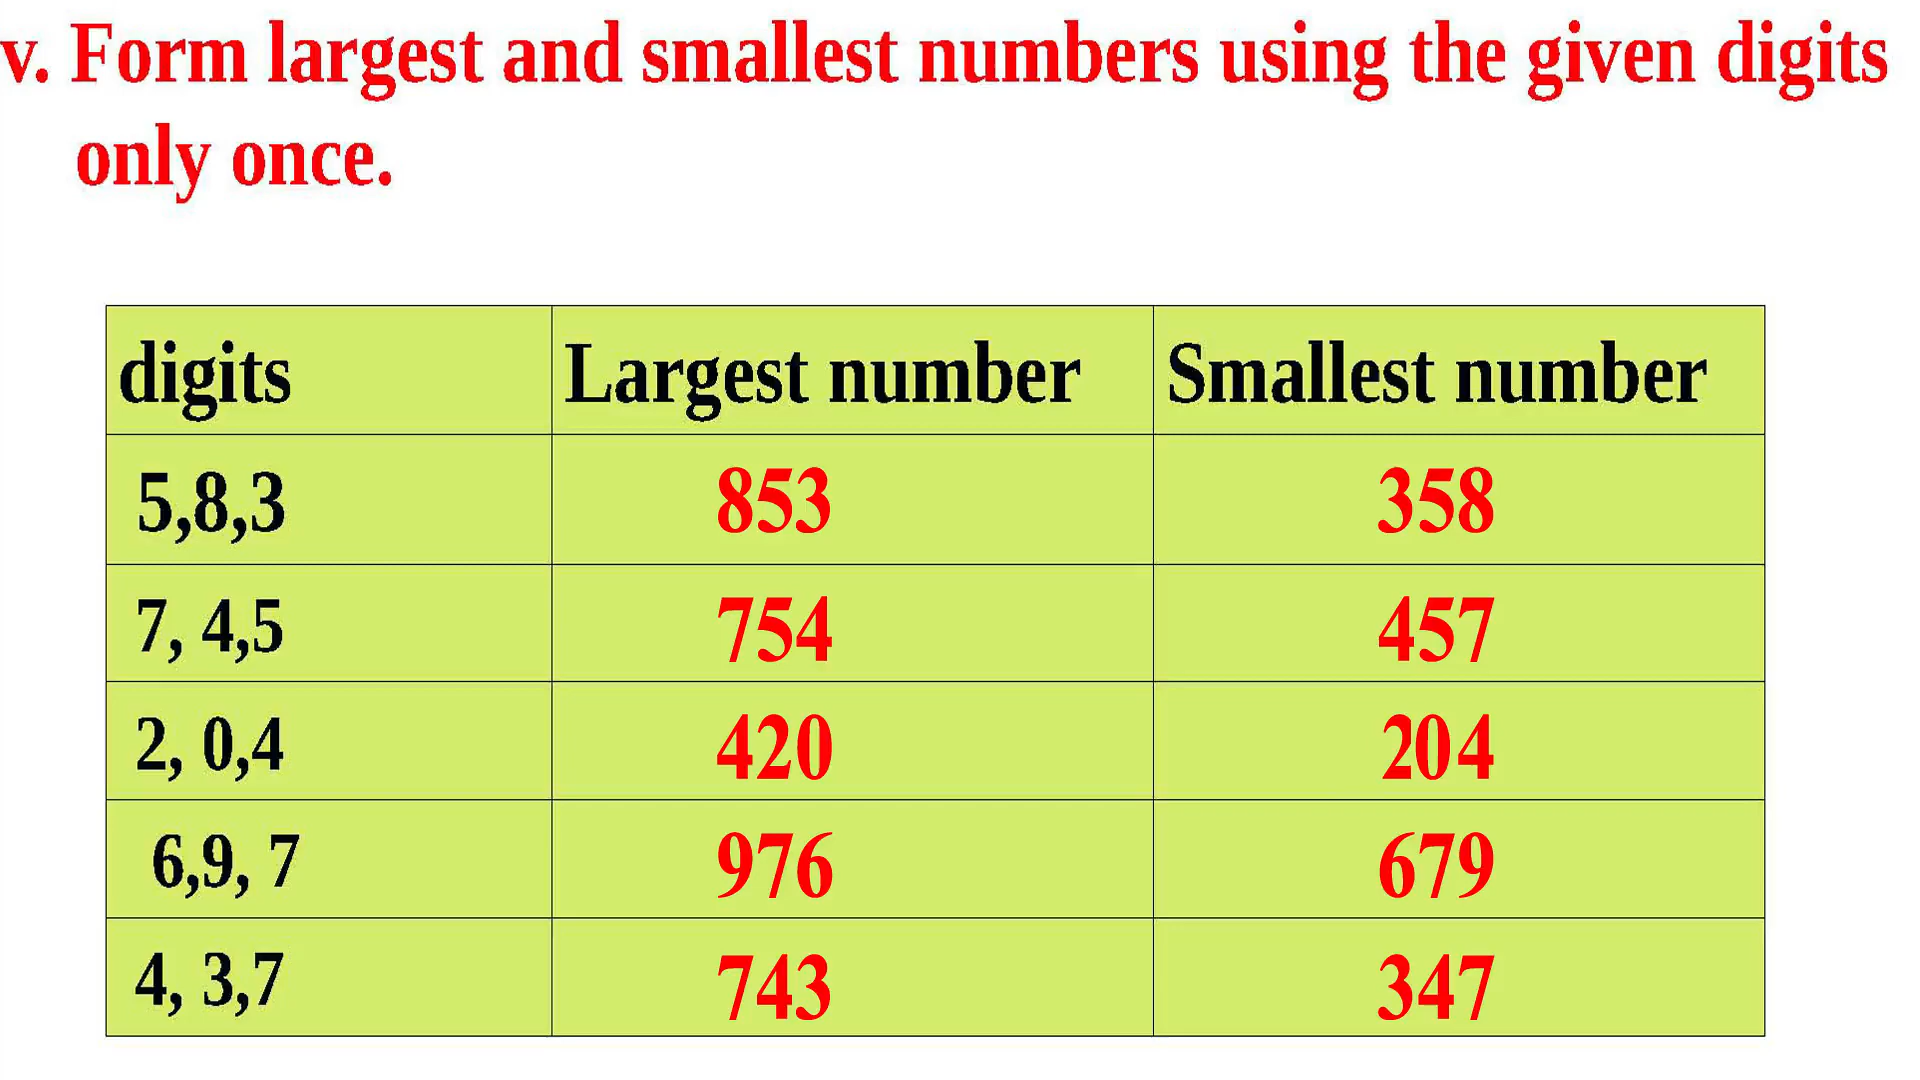 v. Form largest and smallest numbers using the given digits
only once.
digits Largest number Smallest number
5,8,3 853 358
7, 4,5 754 457
2, 0,4 420 204
6,9, 7 976 679
4, 3,7 743 347